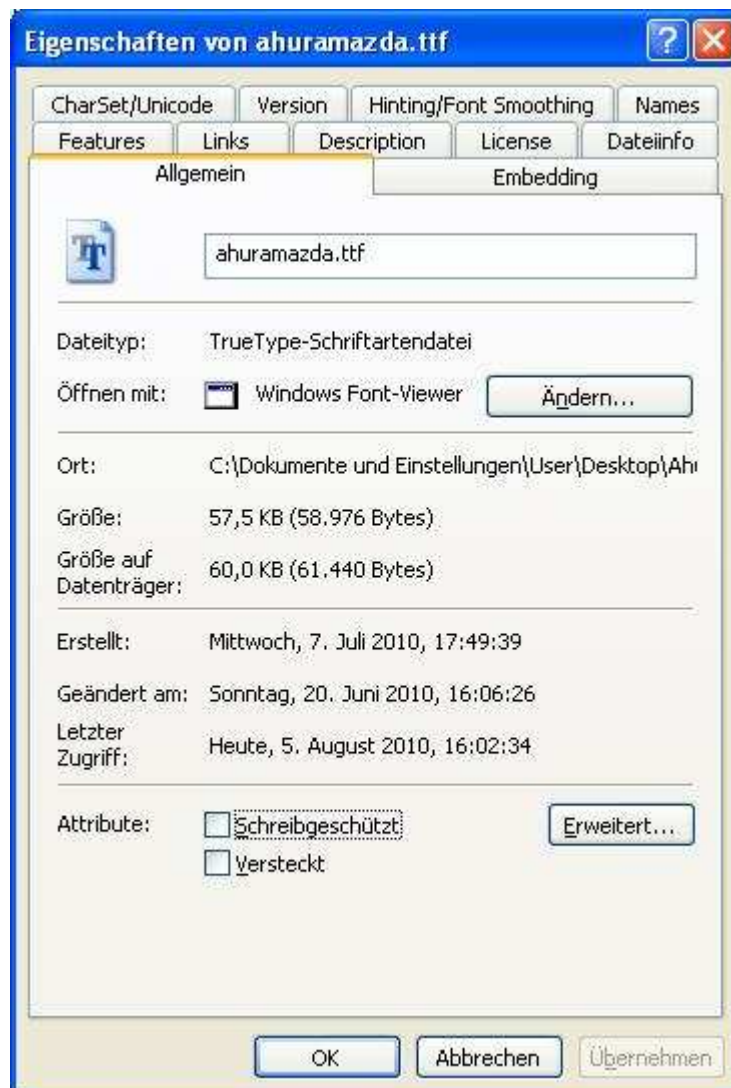 Eigenschaften von ahuramazda.ttf
CharSet/Unicode Version Hinting/Font Smoothing Names
Features Links Description License Dateiinfo
Allgemein Embedding
ahuramazda.ttf
Dateityp: TrueType-Schriftartendatei
Öffnen mit: Windows Font-Viewer Ändern...
Ort: C:\Dokumente und Einstellungen\User\Desktop\Ahu
Größe: 57,5 KB (58.976 Bytes)
Größe auf
Datenträger: 60,0 KB (61.440 Bytes)
Erstellt: Mittwoch, 7. Juli 2010, 17:49:39
Geändert am: Sonntag, 20. Juni 2010, 16:06:26
Letzter
Zugriff: Heute, 5. August 2010, 16:02:34
Attribute: Schreibgeschützt Erweitert...
Versteckt
OK Abbrechen Übernehmen